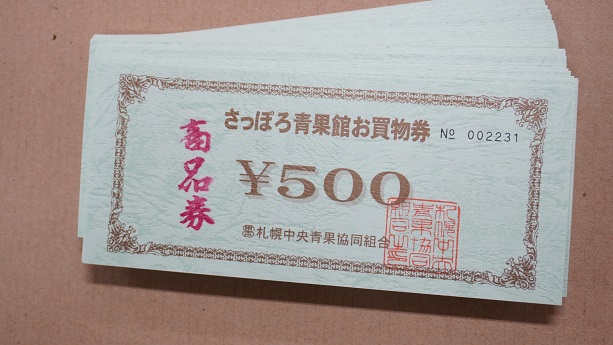 さっぽろ青果館お買物券 № 002231
商品券
¥500
札幌中央青果協同組合